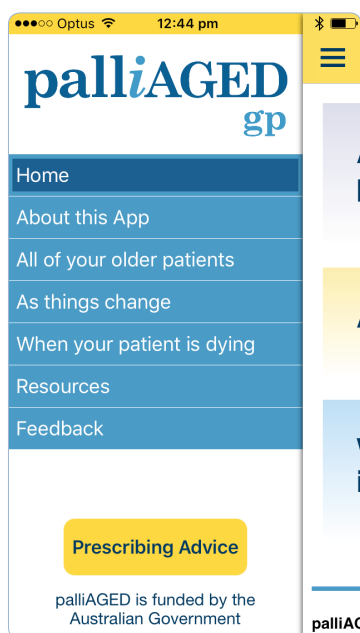 Optus 12:44 pm
palliAGED
gp
Home
About this App
All of your older patients
As things change
When your patient is dying
Resources
Feedback
Prescribing Advice
palliAGED is funded by the
Australian Government